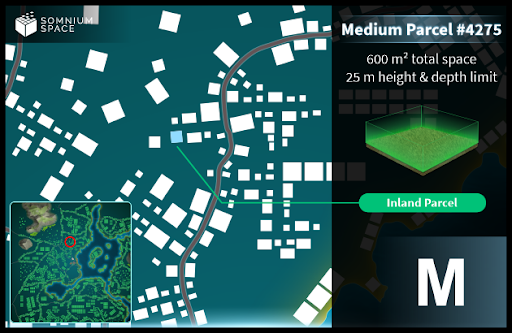 SOMNIUM
SPACE
Medium Parcel #4275
600 m² total space
25 m height & depth limit
Inland Parcel
M